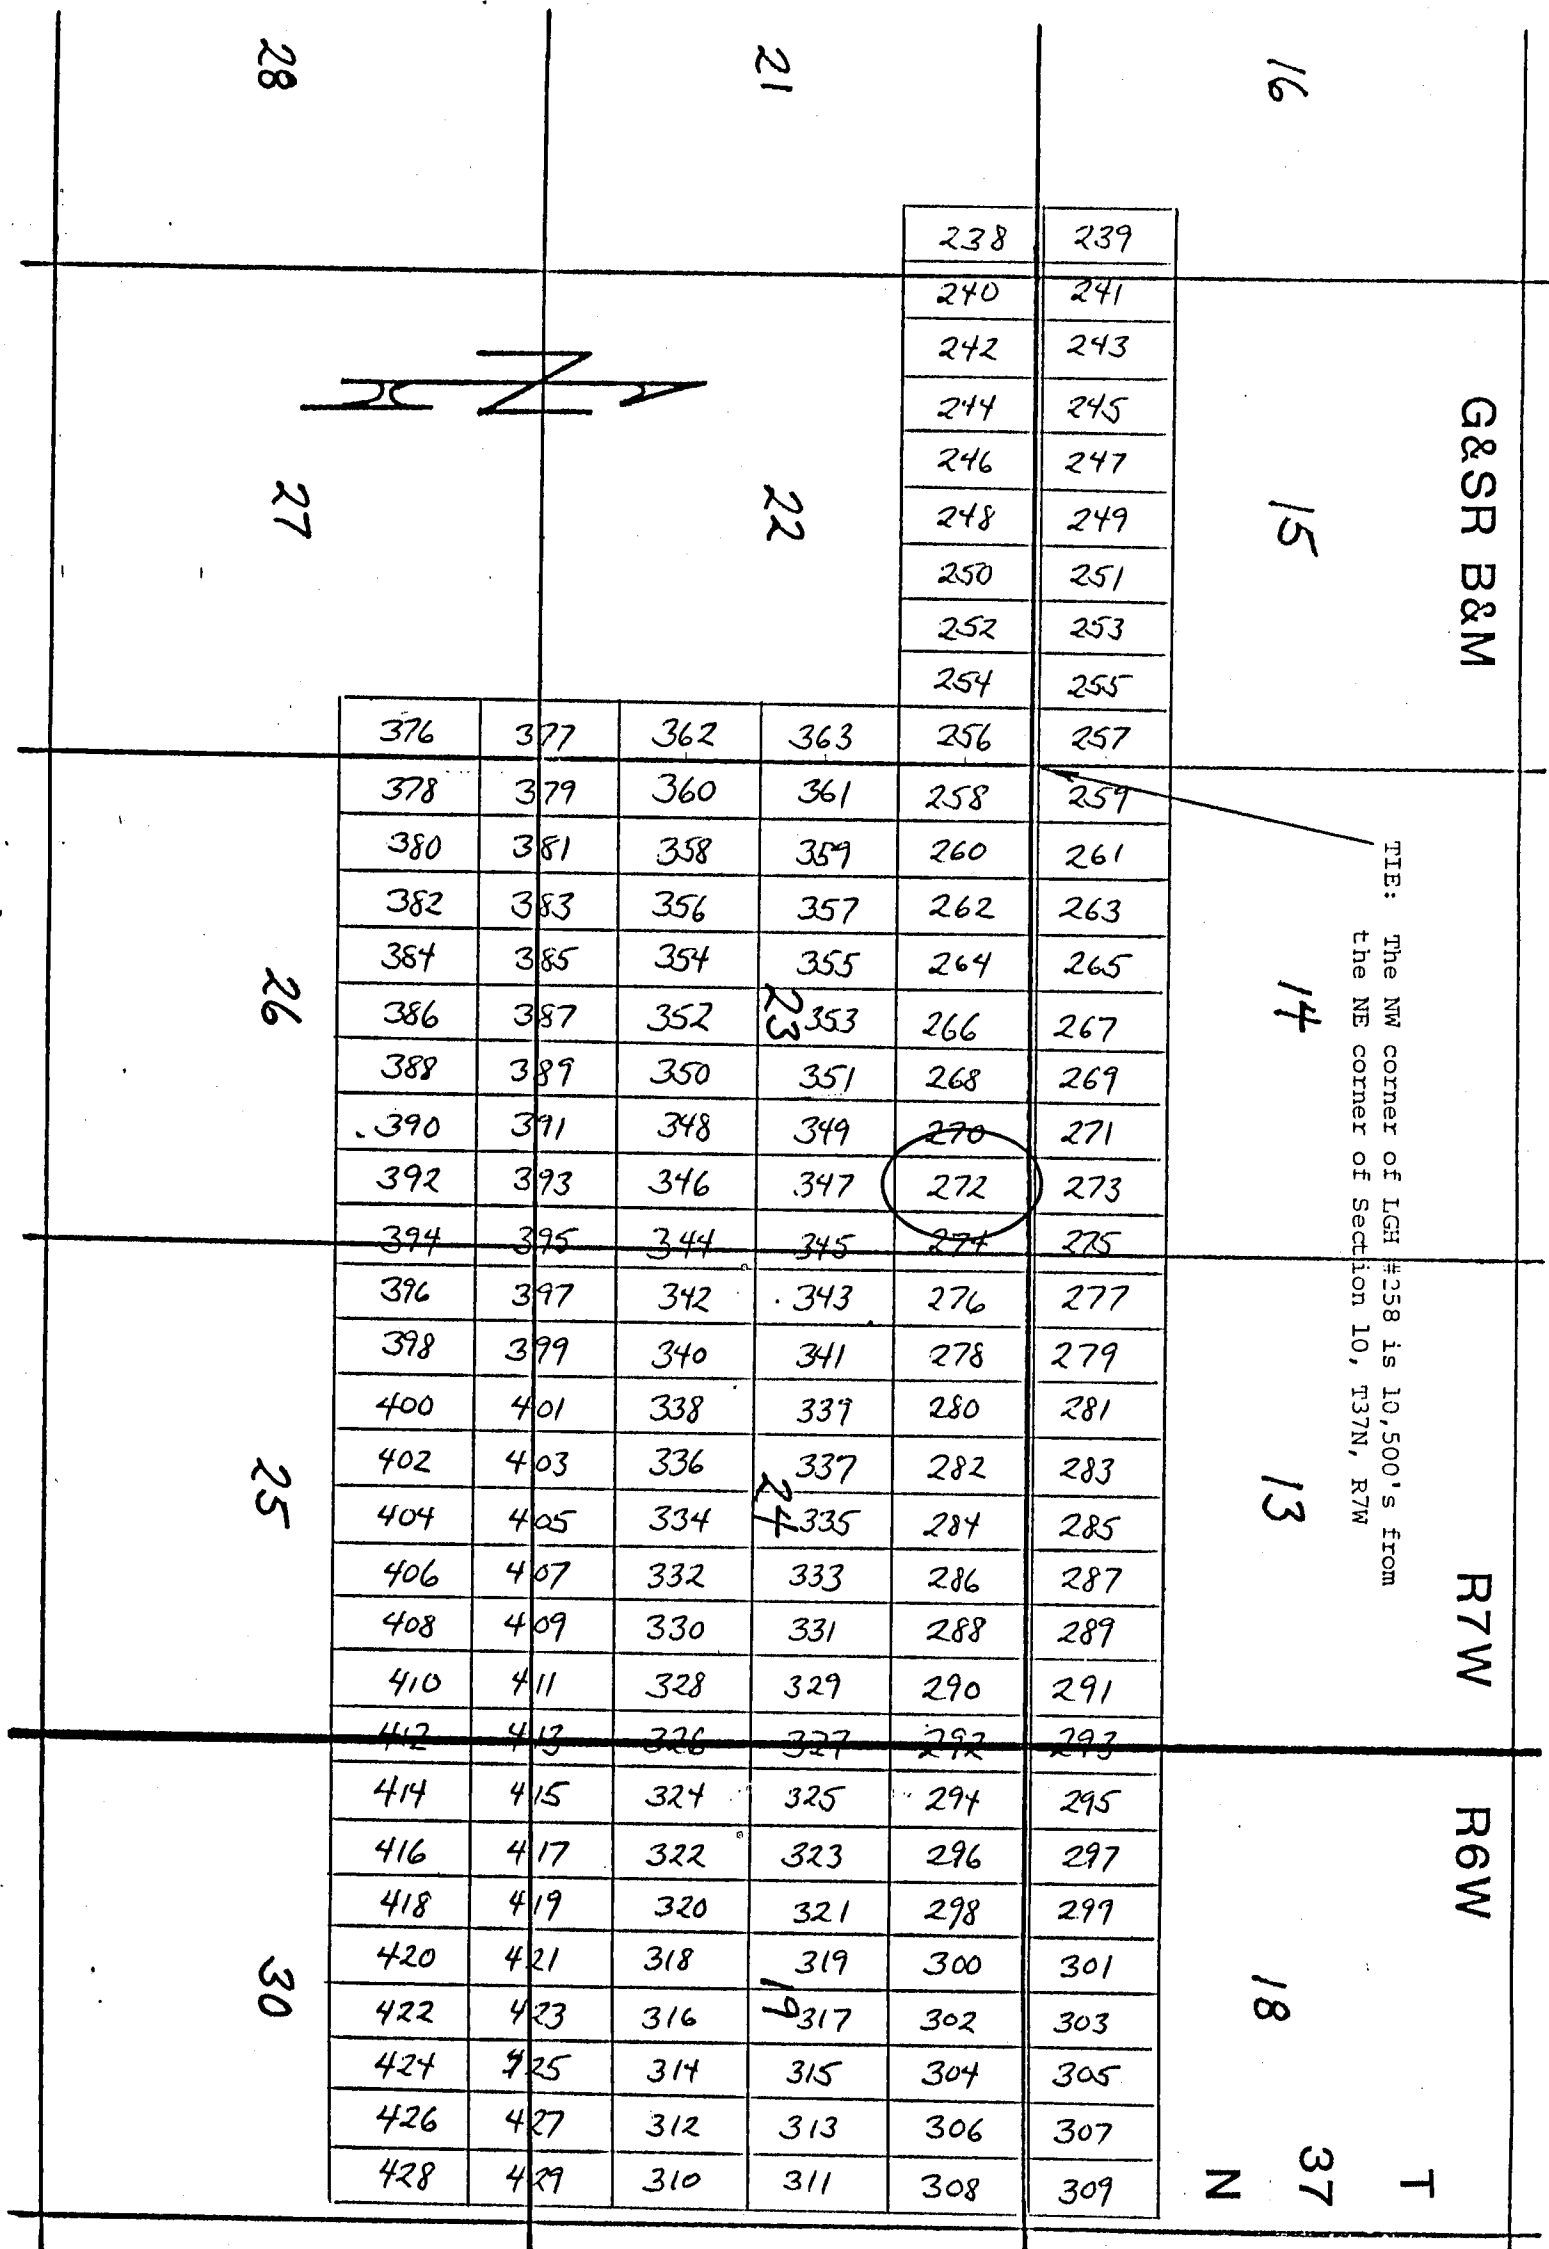 G&SR B&M
R7W
R6W
T
37
N
TIE: The NW corner of LGH #258 is 10,500's from
the NE corner of Section 10, T37N, R7W
16
15
14
13
18
21
22
23
24
19
28
27
26
25
30
N
238 239
240 241
242 243
244 245
246 247
248 249
250 251
252 253
254 255
376 377 362 363 256 257
378 379 360 361 258 259
380 381 358 359 260 261
382 383 356 357 262 263
384 385 354 355 264 265
386 387 352 353 266 267
388 389 350 351 268 269
390 391 348 349 270 271
392 393 346 347 272 273
394 395 344 345 274 275
396 397 342 343 276 277
398 399 340 341 278 279
400 401 338 339 280 281
402 403 336 337 282 283
404 405 334 335 284 285
406 407 332 333 286 287
408 409 330 331 288 289
410 411 328 329 290 291
412 413 326 327 292 293
414 415 324 325 294 295
416 417 322 323 296 297
418 419 320 321 298 299
420 421 318 319 300 301
422 423 316 317 302 303
424 425 314 315 304 305
426 427 312 313 306 307
428 429 310 311 308 309